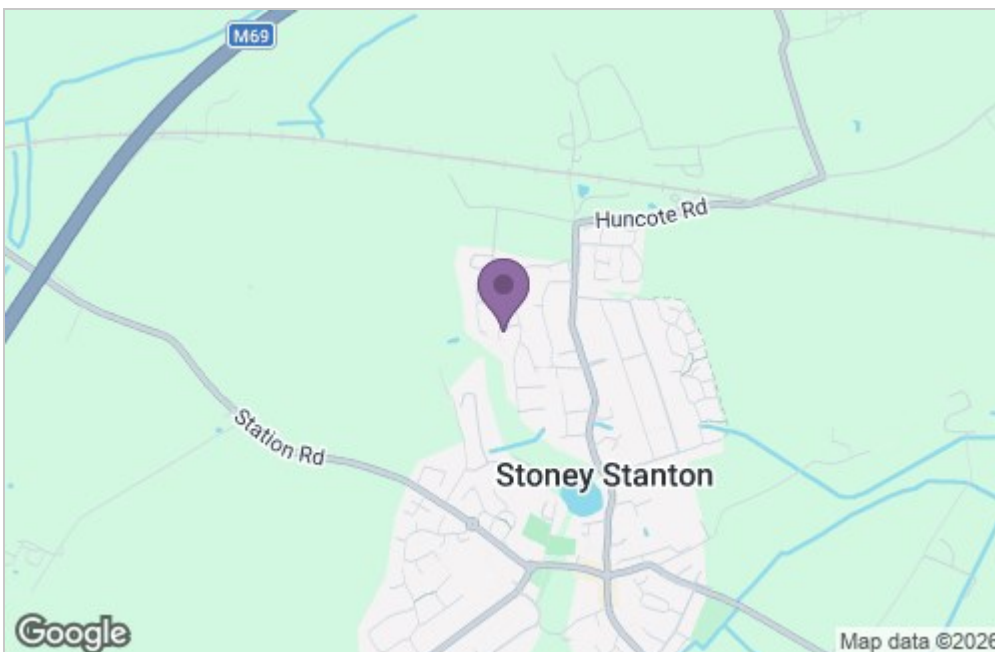 M69
Huncote Rd
Station Rd
Stoney Stanton
Google
Map data ©2026